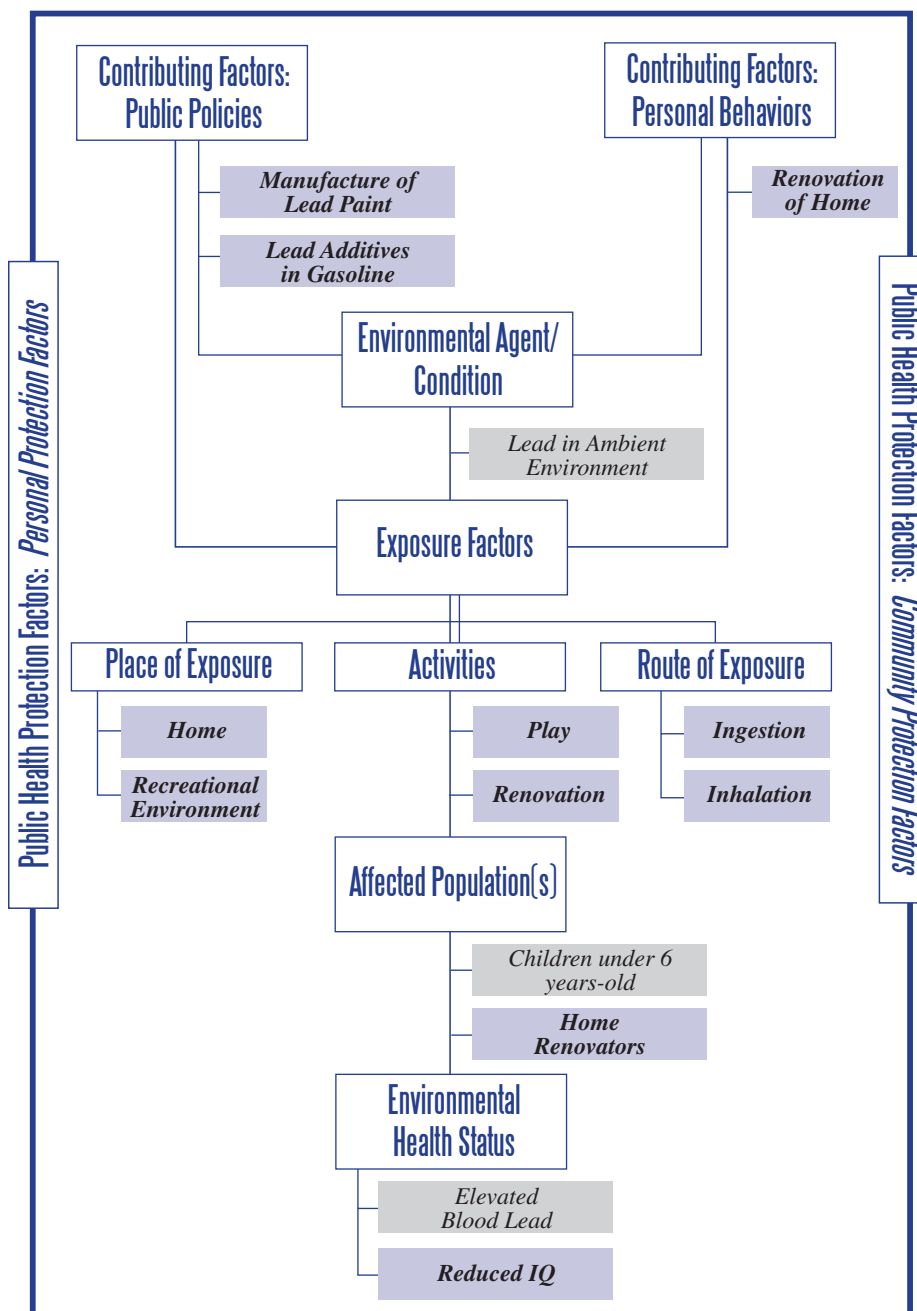 Contributing Factors:
Public Policies
Contributing Factors:
Personal Behaviors
Manufacture of
Lead Paint
Renovation
of Home
Lead Additives
in Gasoline
Public Health Protection Factors: Personal Protection Factors
Public Health Protection Factors: Community Protection Factors
Environmental Agent/
Condition
Lead in Ambient
Environment
Exposure Factors
Place of Exposure
Activities
Route of Exposure
Home
Play
Ingestion
Recreational
Environment
Renovation
Inhalation
Affected Population(s)
Children under 6
years-old
Home
Renovators
Environmental
Health Status
Elevated
Blood Lead
Reduced IQ